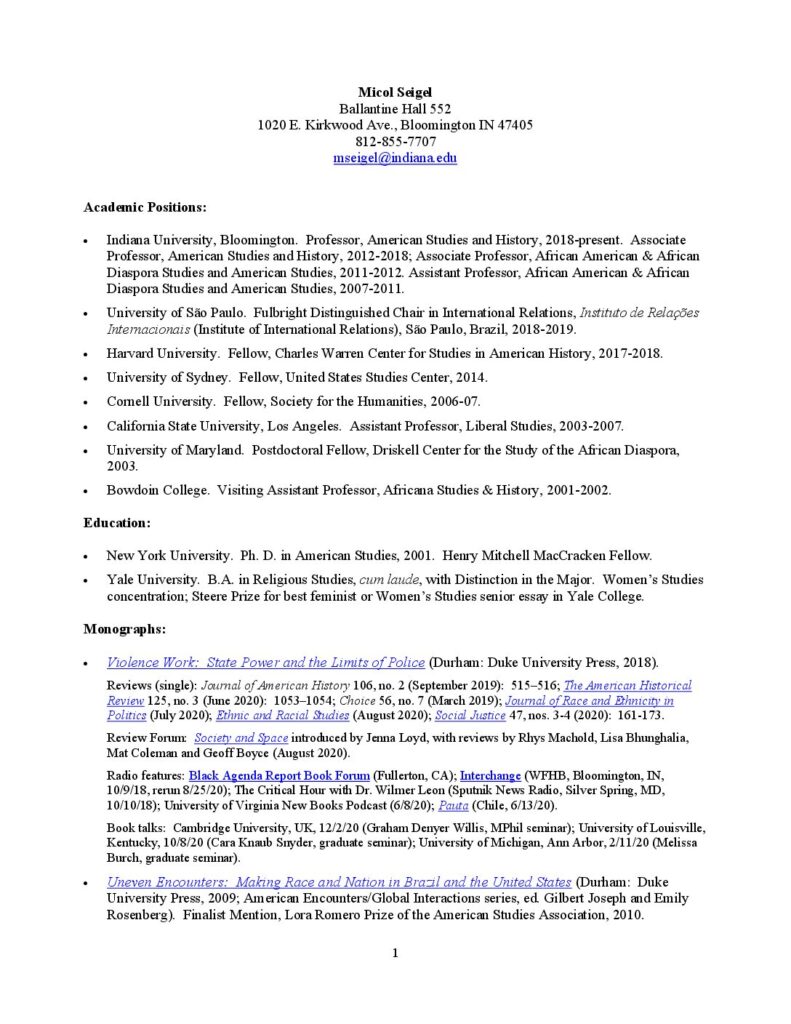 Micol Seigel
Ballantine Hall 552
1020 E. Kirkwood Ave., Bloomington IN 47405
812-855-7707
mseigel@indiana.edu
Academic Positions:
• Indiana University, Bloomington. Professor, American Studies and History, 2018-present. Associate
Professor, American Studies and History, 2012-2018; Associate Professor, African American & African
Diaspora Studies and American Studies, 2011-2012. Assistant Professor, African American & African
Diaspora Studies and American Studies, 2007-2011.
• University of São Paulo. Fulbright Distinguished Chair in International Relations, Instituto de Relações
Internacionais (Institute of International Relations), São Paulo, Brazil, 2018-2019.
• Harvard University. Fellow, Charles Warren Center for Studies in American History, 2017-2018.
• University of Sydney. Fellow, United States Studies Center, 2014.
• Cornell University. Fellow, Society for the Humanities, 2006-07.
• California State University, Los Angeles. Assistant Professor, Liberal Studies, 2003-2007.
• University of Maryland. Postdoctoral Fellow, Driskell Center for the Study of the African Diaspora,
2003.
• Bowdoin College. Visiting Assistant Professor, Africana Studies & History, 2001-2002.
Education:
• New York University. Ph. D. in American Studies, 2001. Henry Mitchell MacCracken Fellow.
• Yale University. B.A. in Religious Studies, cum laude, with Distinction in the Major. Women's Studies
concentration; Steere Prize for best feminist or Women's Studies senior essay in Yale College.
Monographs:
• Violence Work: State Power and the Limits of Police (Durham: Duke University Press, 2018).
Reviews (single): Journal of American History 106, no. 2 (September 2019): 515–516; The American Historical
Review 125, no. 3 (June 2020): 1053–1054; Choice 56, no. 7 (March 2019); Journal of Race and Ethnicity in
Politics (July 2020); Ethnic and Racial Studies (August 2020); Social Justice 47, nos. 3-4 (2020): 161-173.
Review Forum: Society and Space introduced by Jenna Loyd, with reviews by Rhys Machold, Lisa Bhunghalia,
Mat Coleman and Geoff Boyce (August 2020).
Radio features: Black Agenda Report Book Forum (Fullerton, CA); Interchange (WFHB, Bloomington, IN,
10/9/18, rerun 8/25/20); The Critical Hour with Dr. Wilmer Leon (Sputnik News Radio, Silver Spring, MD,
10/10/18); University of Virginia New Books Podcast (6/8/20); Pauta (Chile, 6/13/20).
Book talks: Cambridge University, UK, 12/2/20 (Graham Denyer Willis, MPhil seminar); University of Louisville,
Kentucky, 10/8/20 (Cara Knaub Snyder, graduate seminar); University of Michigan, Ann Arbor, 2/11/20 (Melissa
Burch, graduate seminar).
• Uneven Encounters: Making Race and Nation in Brazil and the United States (Durham: Duke
University Press, 2009; American Encounters/Global Interactions series, ed. Gilbert Joseph and Emily
Rosenberg). Finalist Mention, Lora Romero Prize of the American Studies Association, 2010.
1